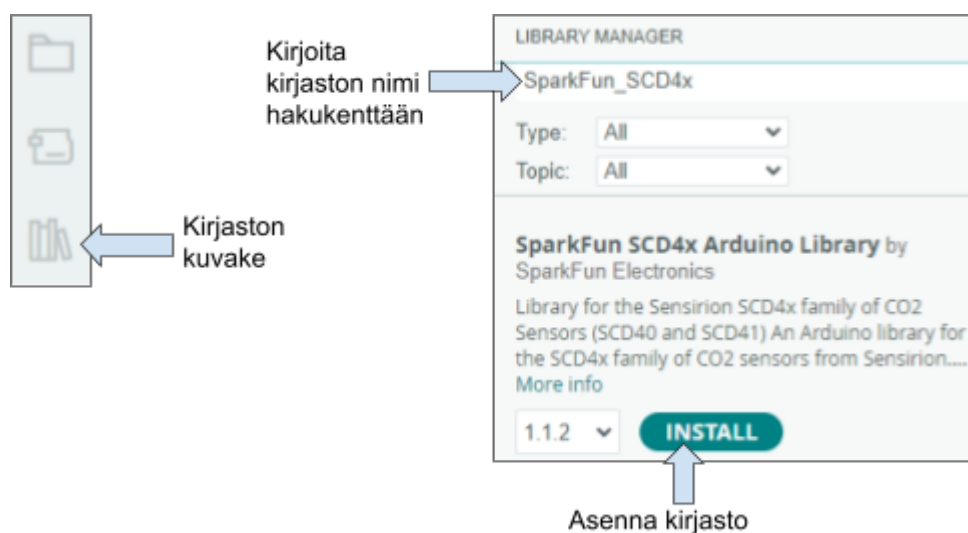 Kirjoita
kirjaston nimi
hakukenttään
Kirjaston
kuvake
LIBRARY MANAGER
SparkFun_SCD4x
Type: All
Topic: All
SparkFun SCD4x Arduino Library by
SparkFun Electronics
Library for the Sensirion SCD4x family of CO2
Sensors (SCD40 and SCD41) An Arduino library for
the SCD4x family of CO2 sensors from Sensirion....
More info
1.1.2 INSTALL
Asenna kirjasto